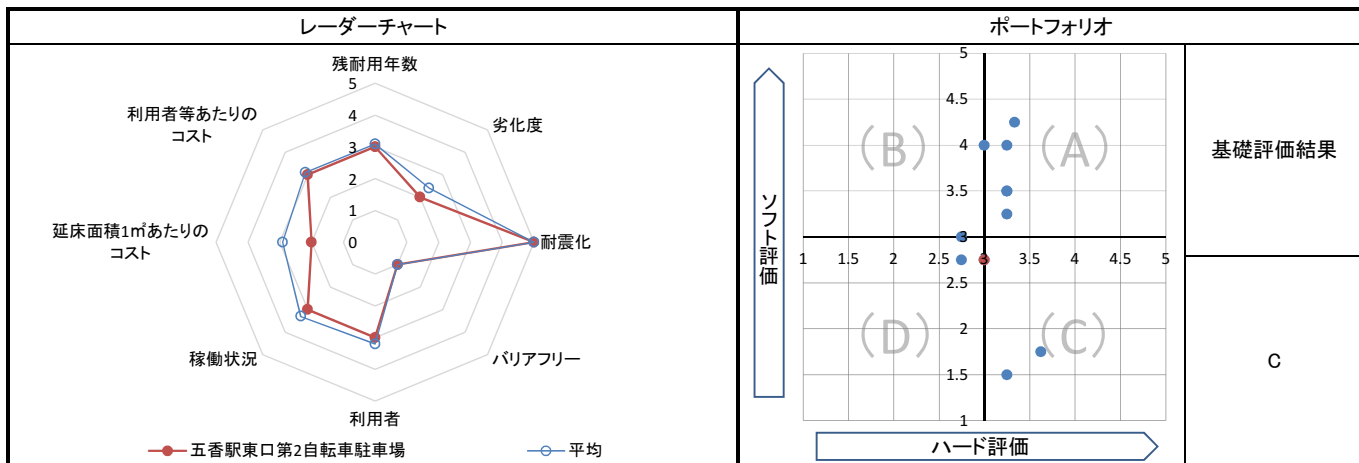 レーダーチャート
残耐用年数
劣化度
耐震化
バリアフリー
利用者
稼働状況
延床面積1㎡あたりの
コスト
利用者等あたりの
コスト
5
4
3
2
1
0
五香駅東口第2自転車駐車場
平均
ポートフォリオ
ソフト評価
5
4.5
4
3.5
3
2.5
2
1.5
1
1 1.5 2 2.5 3 3.5 4 4.5 5
（B）
（A）
（D）
（C）
ハード評価
基礎評価結果
C